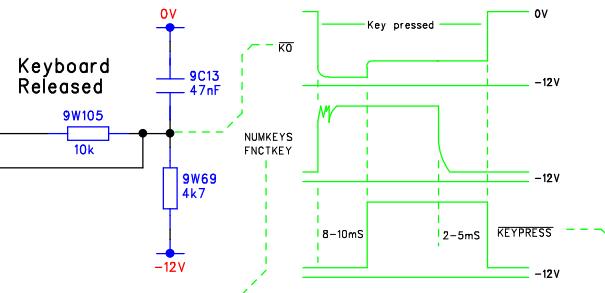 0V
Keyboard
Released
9C13
47nF
9W105
10k
9W69
4k7
-12V
KO
NUMKEYS
FNCTKEY
Key pressed
0V
-12V
-12V
8-10mS
2-5mS
KEYPRESS
-12V